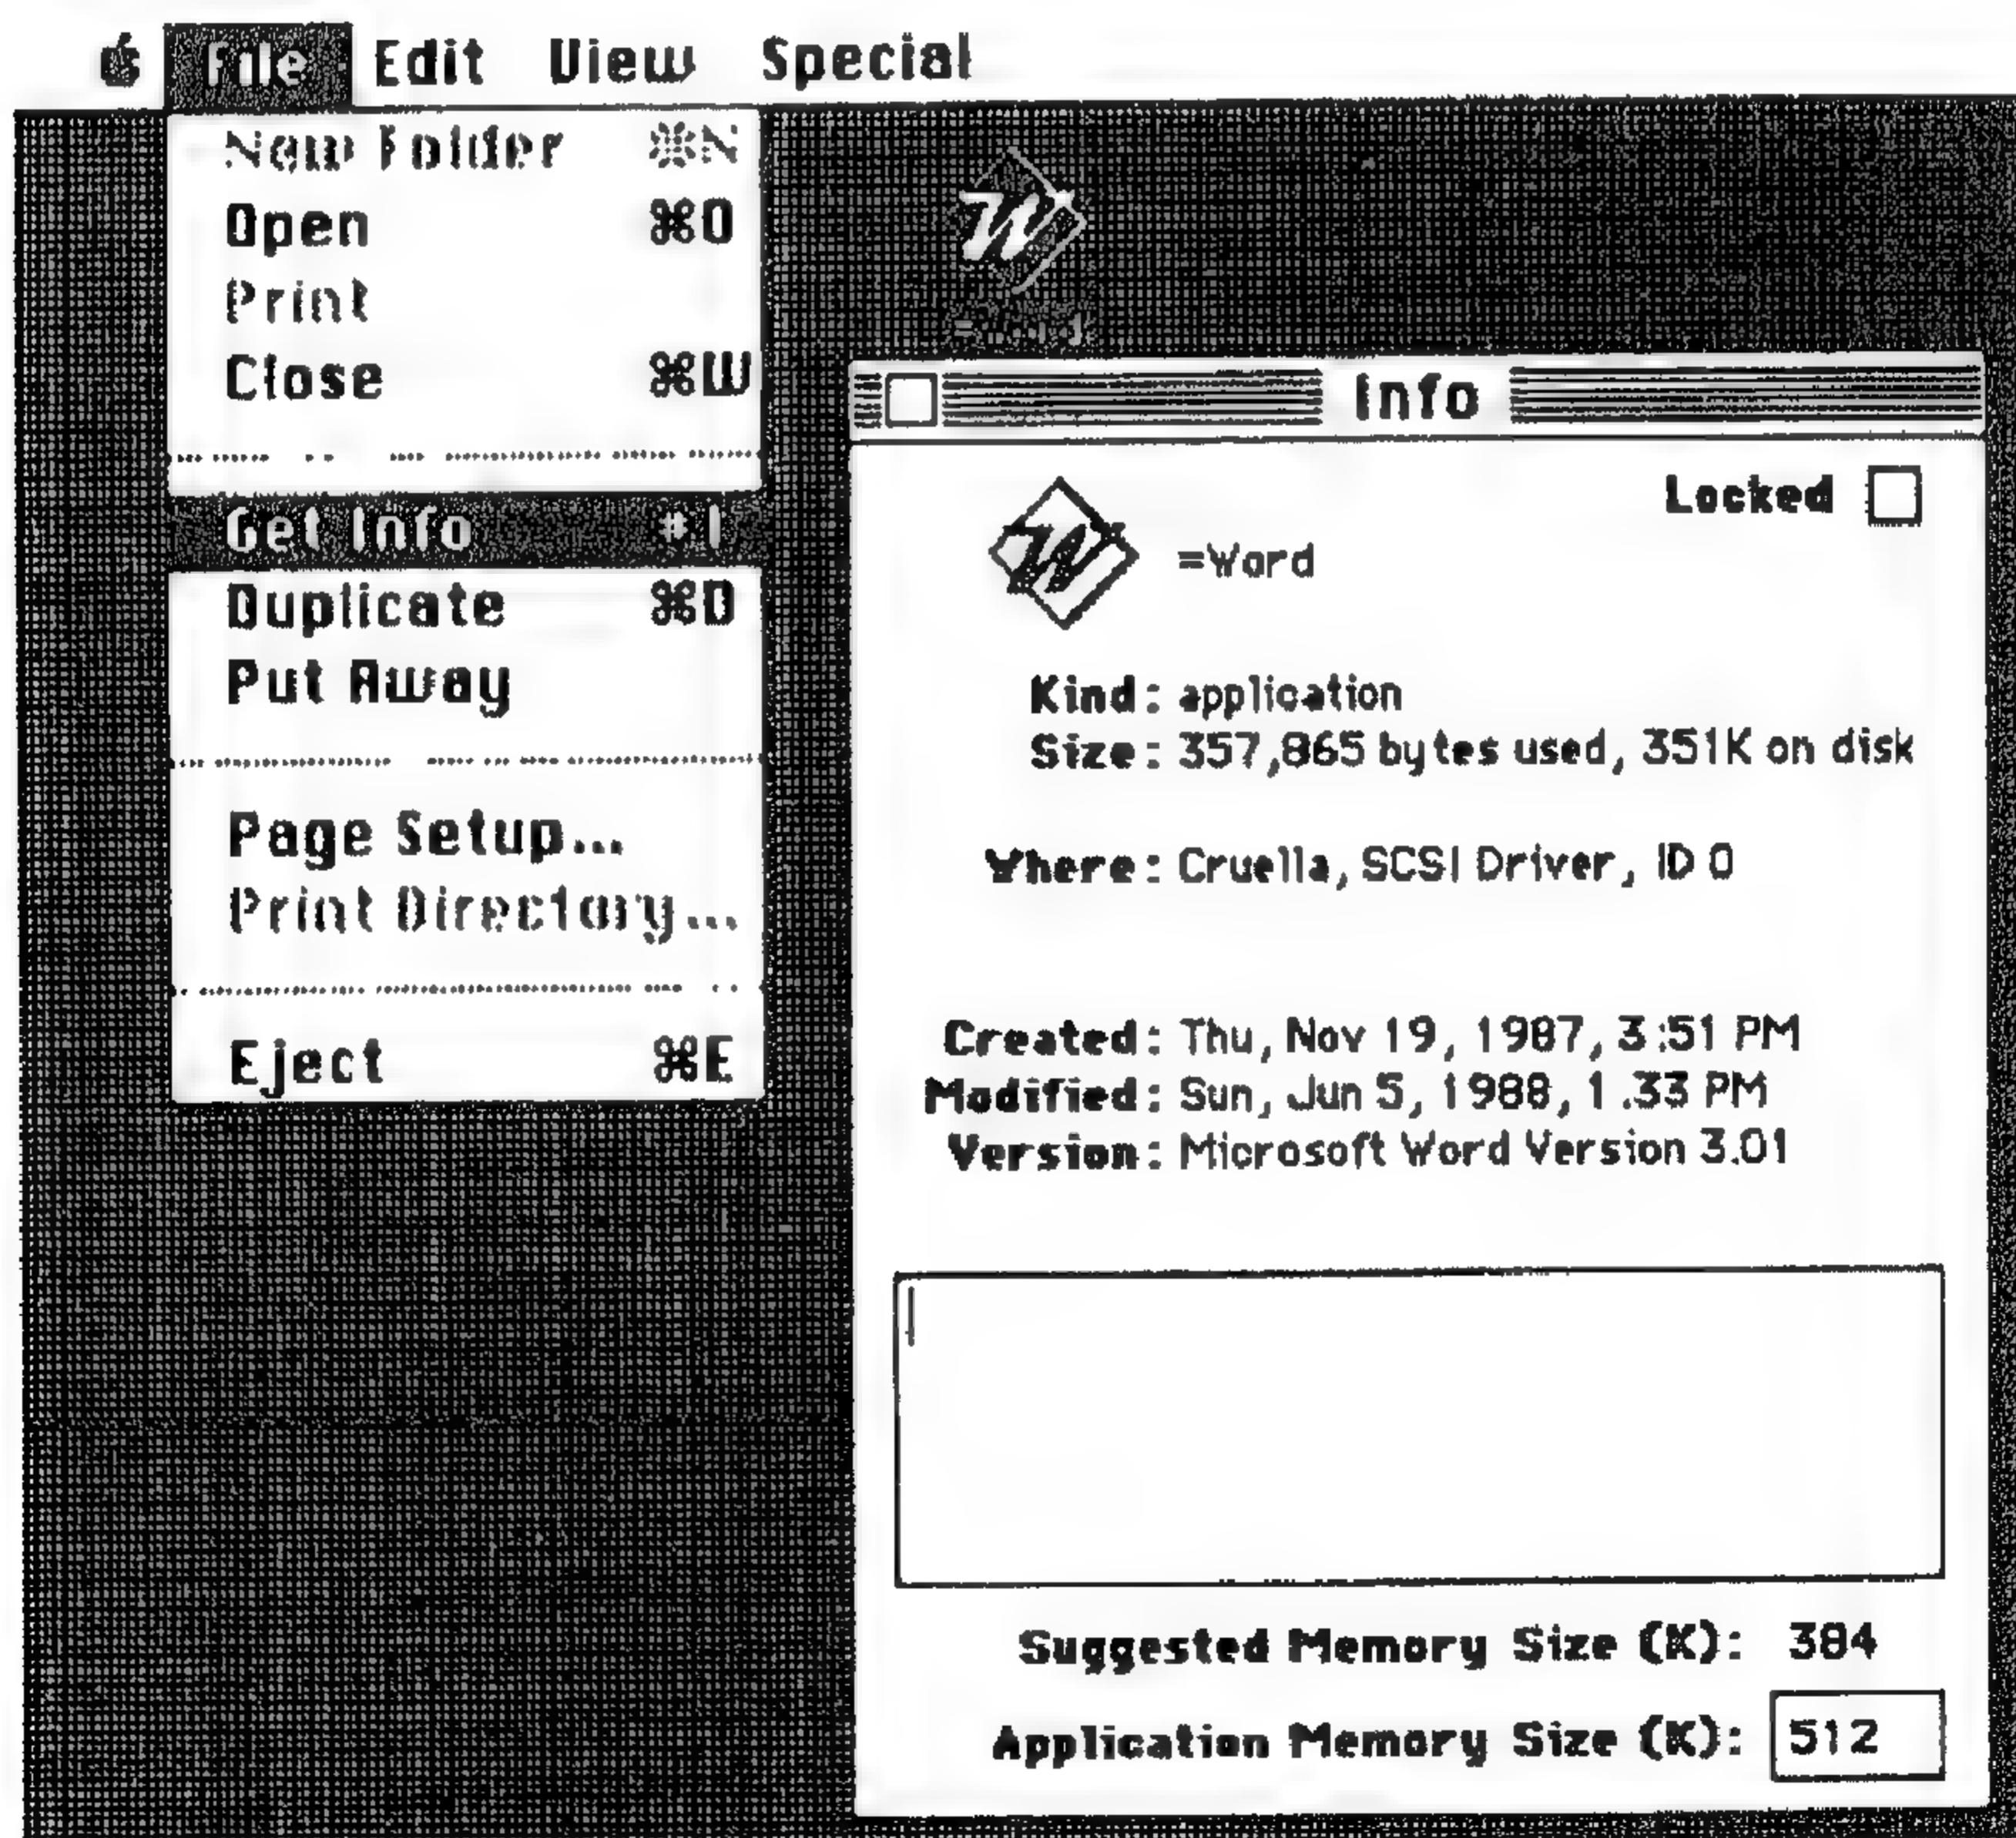 File Edit View Special
New Folder ⌘N
Open ⌘O
Print
Close ⌘W
Get Info ⌘I
Duplicate ⌘D
Put Away
Page Setup...
Print Directory...
Eject ⌘E
=Word
Info
Locked
=Word
Kind: application
Size: 357,865 bytes used, 351K on disk
Where: Cruella, SCSI Driver, ID 0
Created: Thu, Nov 19, 1987, 3:51 PM
Modified: Sun, Jun 5, 1988, 1:33 PM
Version: Microsoft Word Version 3.01
Suggested Memory Size (K): 384
Application Memory Size (K): 512